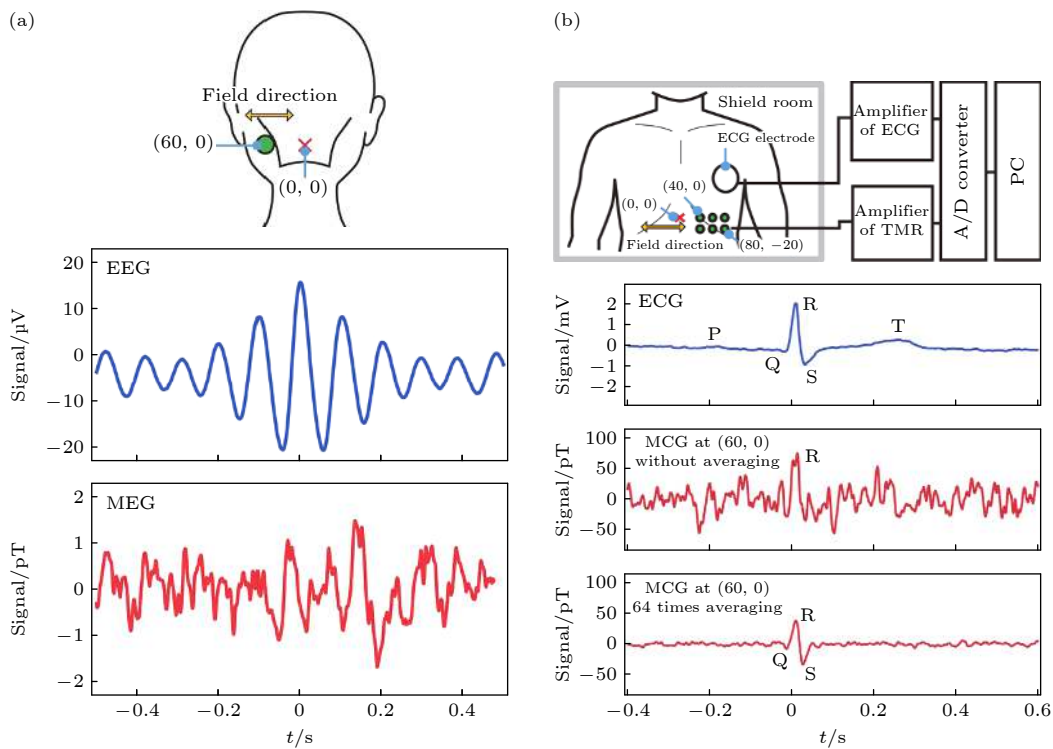 (a)
Field direction
(60, 0)
(0, 0)
EEG
Signal/μV
20
10
0
−10
−20
MEG
Signal/pT
2
1
0
−1
−2
−0.4
−0.2
0
0.2
0.4
t/s
(b)
Shield room
ECG electrode
(40, 0)
(0, 0)
Field direction
(80, −20)
Amplifier
of ECG
Amplifier
of TMR
A/D converter
PC
ECG
Signal/mV
2
1
0
−1
−2
P
Q
R
S
T
MCG at (60, 0)
without averaging
R
Signal/pT
100
50
0
−50
MCG at (60, 0)
64 times averaging
R
Q
S
Signal/pT
100
50
0
−50
−0.4
−0.2
0
0.2
0.4
0.6
t/s